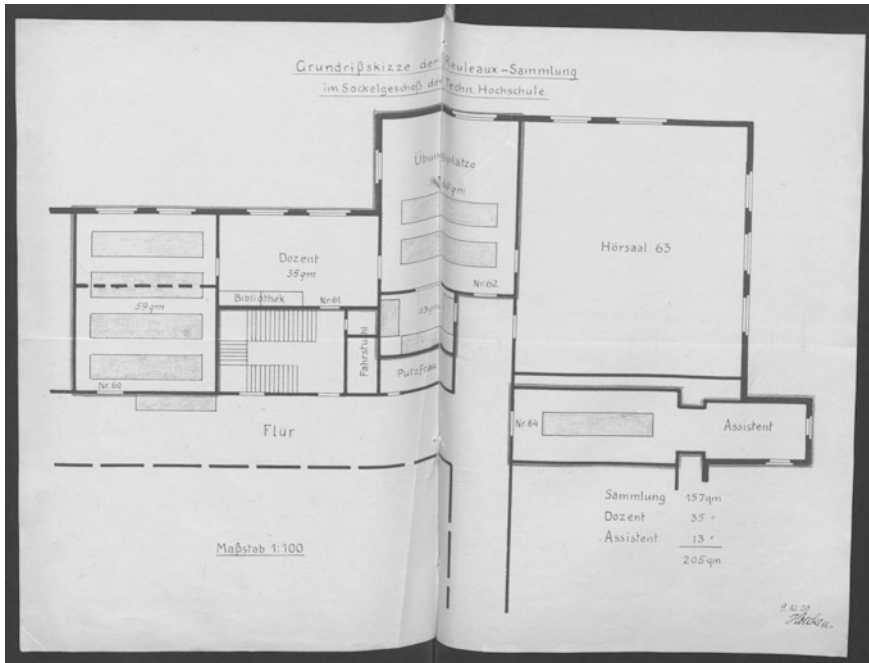 Grundrißskizze der Reuleaux-Sammlung
im Sockelgeschoß der Techn. Hochschule.
Übungsplätze
Hörsaal 63
Dozent
35 qm
Bibliothek
Nr. 61
Nr. 62
59 qm
13 qm
Fahrstuhl
Putzfrau
Nr. 60
Flur
Nr. 64
Assistent
Sammlung 157 qm
Dozent 35 "
Assistent 13 "
205 qm
Maßstab 1:100